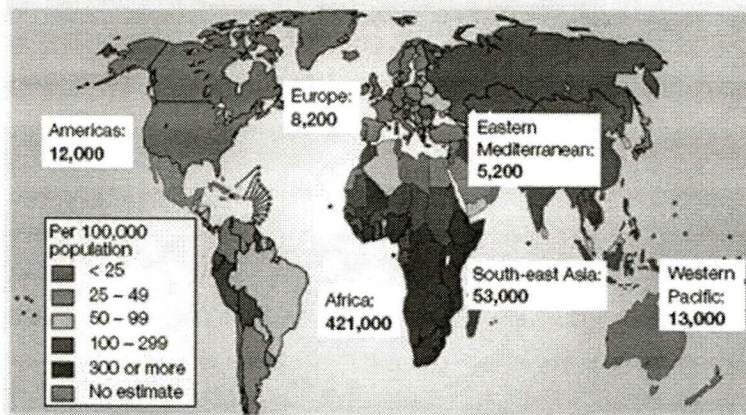 Europe:
8,200
Americas:
12,000
Eastern
Mediterranean:
5,200
Per 100,000
population
< 25
25 – 49
50 – 99
100 – 299
300 or more
No estimate
Africa:
421,000
South-east Asia:
53,000
Western
Pacific:
13,000